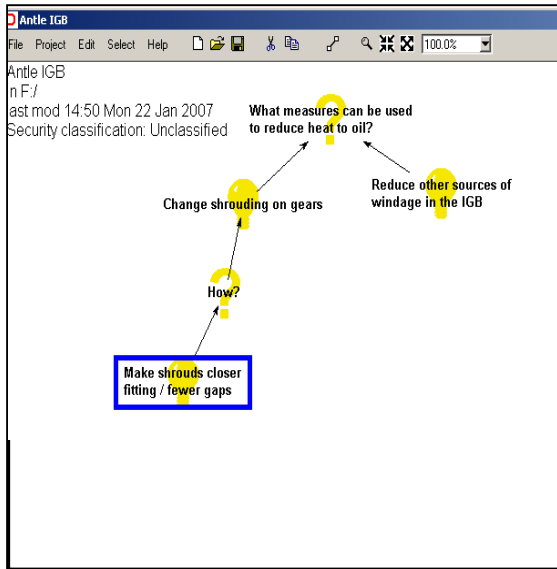 Antle IGB
File Project Edit Select Help 100.0%
Antle IGB
n F:/
ast mod 14:50 Mon 22 Jan 2007
Security classification: Unclassified
What measures can be used
to reduce heat to oil?
Change shrouding on gears
Reduce other sources of
windage in the IGB
How?
Make shrouds closer
fitting / fewer gaps